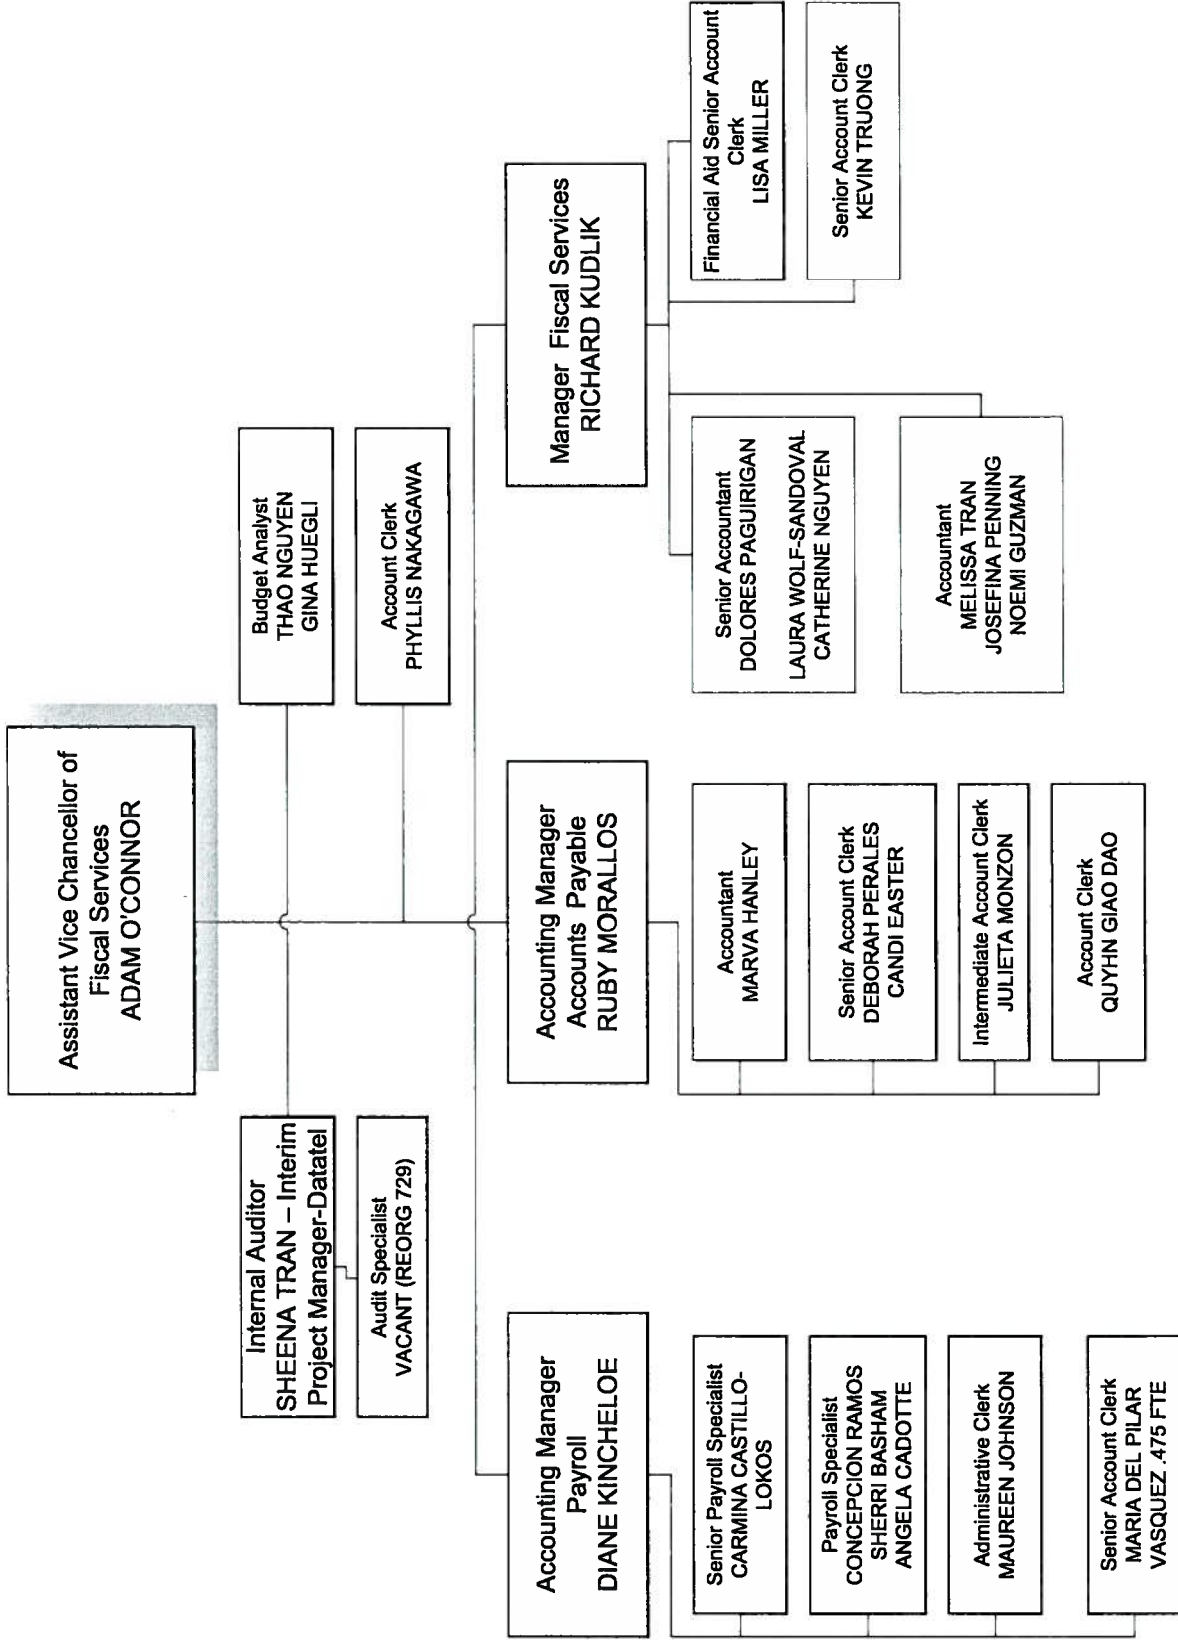 Assistant Vice Chancellor of
Fiscal Services
ADAM O'CONNOR
Internal Auditor
SHEENA TRAN – Interim
Project Manager-Datatel
Audit Specialist
VACANT (REORG 729)
Budget Analyst
THAO NGUYEN
GINA HUEGLI
Account Clerk
PHYLLIS NAKAGAWA
Accounting Manager
Payroll
DIANE KINCHELOE
Senior Payroll Specialist
CARMINA CASTILLO-
LOKOS
Payroll Specialist
CONCEPCION RAMOS
SHERRI BASHAM
ANGELA CADOTTE
Administrative Clerk
MAUREEN JOHNSON
Senior Account Clerk
MARIA DEL PILAR
VASQUEZ .475 FTE
Accounting Manager
Accounts Payable
RUBY MORALLOS
Accountant
MARVA HANLEY
Senior Account Clerk
DEBORAH PERALES
CANDI EASTER
Intermediate Account Clerk
JULIETA MONZON
Account Clerk
QUYHN GIAO DAO
Manager Fiscal Services
RICHARD KUDLIK
Senior Accountant
DOLORES PAGUIRIGAN
LAURA WOLF-SANDOVAL
CATHERINE NGUYEN
Accountant
MELISSA TRAN
JOSEFINA PENNING
NOEMI GUZMAN
Financial Aid Senior Account
Clerk
LISA MILLER
Senior Account Clerk
KEVIN TRUONG